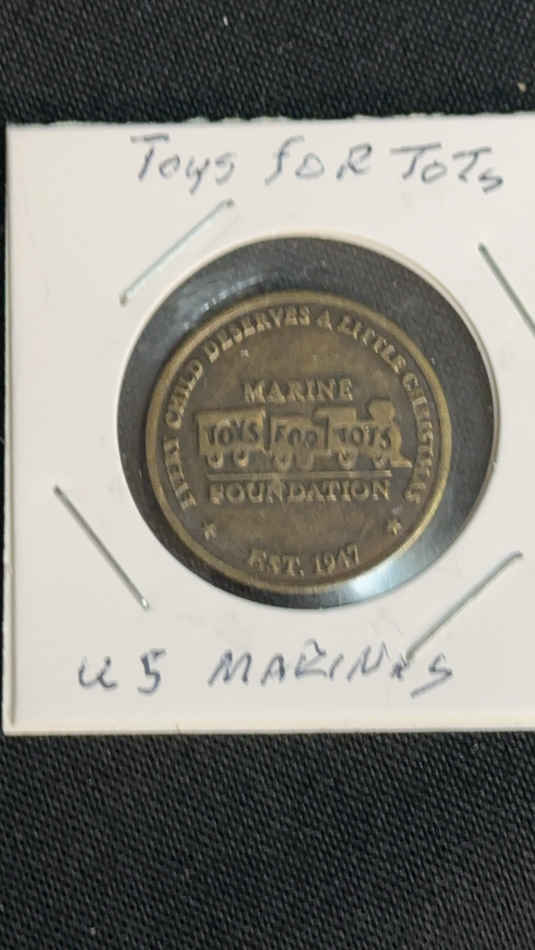 Toys FOR ToTs
EVERY CHILD DESERVES A LITTLE CHRISTMAS
MARINE
TOYS FOR TOTS
FOUNDATION
EST. 1947
US MARINES